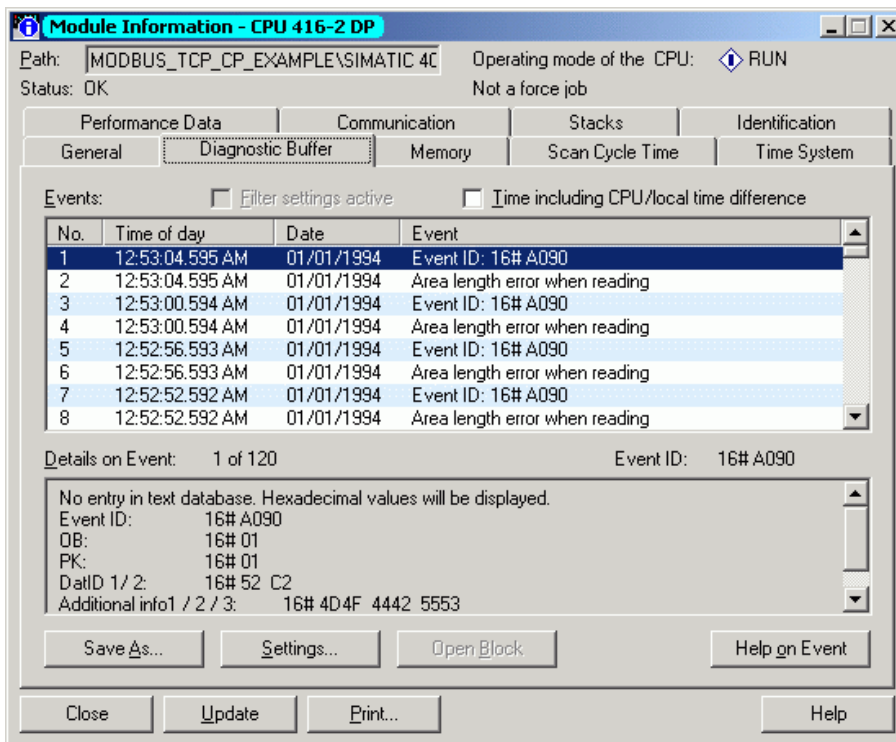 Module Information - CPU 416-2 DP
Path: MODBUS_TCP_CP_EXAMPLE\SIMATIC 40 Operating mode of the CPU: RUN
Status: OK Not a force job
Performance Data Communication Stacks Identification
General Diagnostic Buffer Memory Scan Cycle Time Time System
Events: Filter settings active Time including CPU/local time difference
No. Time of day Date Event
1 12:53:04.595 AM 01/01/1994 Event ID: 16# A090
2 12:53:04.595 AM 01/01/1994 Area length error when reading
3 12:53:00.594 AM 01/01/1994 Event ID: 16# A090
4 12:53:00.594 AM 01/01/1994 Area length error when reading
5 12:52:56.593 AM 01/01/1994 Event ID: 16# A090
6 12:52:56.593 AM 01/01/1994 Area length error when reading
7 12:52:52.592 AM 01/01/1994 Event ID: 16# A090
8 12:52:52.592 AM 01/01/1994 Area length error when reading
Details on Event: 1 of 120 Event ID: 16# A090
No entry in text database. Hexadecimal values will be displayed.
Event ID: 16# A090
OB: 16# 01
PK: 16# 01
DatID 1/ 2: 16# 52 C2
Additional info1 / 2 / 3: 16# 4D4F 4442 5553
Save As... Settings... Open Block Help on Event
Close Update Print... Help